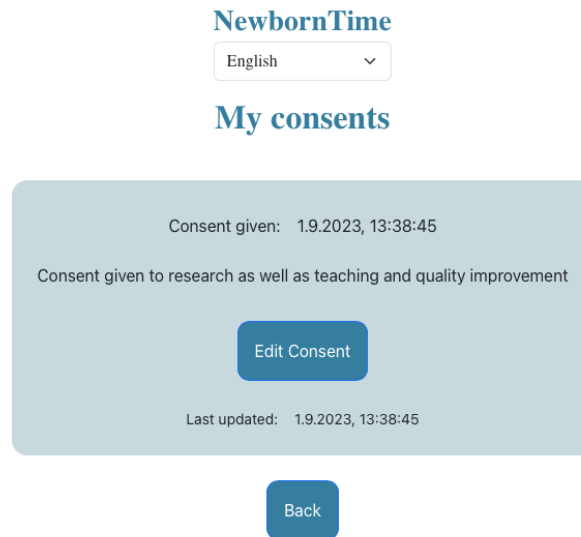 NewbornTime
English
My consents
Consent given: 1.9.2023, 13:38:45
Consent given to research as well as teaching and quality improvement
Edit Consent
Last updated: 1.9.2023, 13:38:45
Back